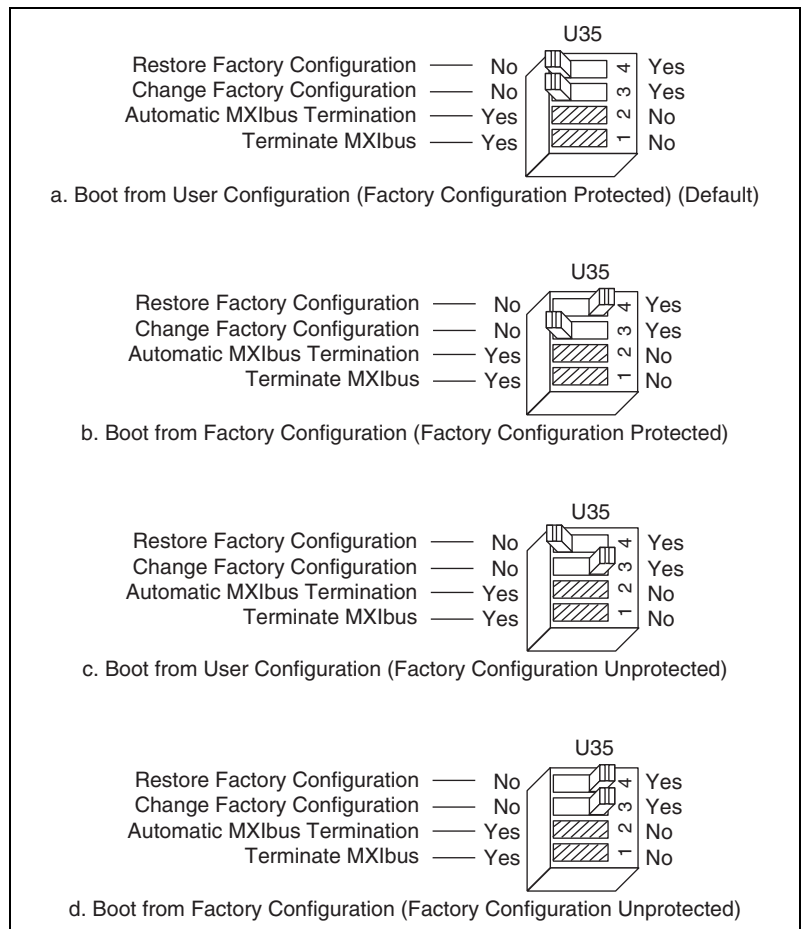 U35
Restore Factory Configuration No 4 Yes
Change Factory Configuration No 3 Yes
Automatic MXIbus Termination Yes 2 No
Terminate MXIbus Yes 1 No
a. Boot from User Configuration (Factory Configuration Protected) (Default)
U35
Restore Factory Configuration No 4 Yes
Change Factory Configuration No 3 Yes
Automatic MXIbus Termination Yes 2 No
Terminate MXIbus Yes 1 No
b. Boot from Factory Configuration (Factory Configuration Protected)
U35
Restore Factory Configuration No 4 Yes
Change Factory Configuration No 3 Yes
Automatic MXIbus Termination Yes 2 No
Terminate MXIbus Yes 1 No
c. Boot from User Configuration (Factory Configuration Unprotected)
U35
Restore Factory Configuration No 4 Yes
Change Factory Configuration No 3 Yes
Automatic MXIbus Termination Yes 2 No
Terminate MXIbus Yes 1 No
d. Boot from Factory Configuration (Factory Configuration Unprotected)